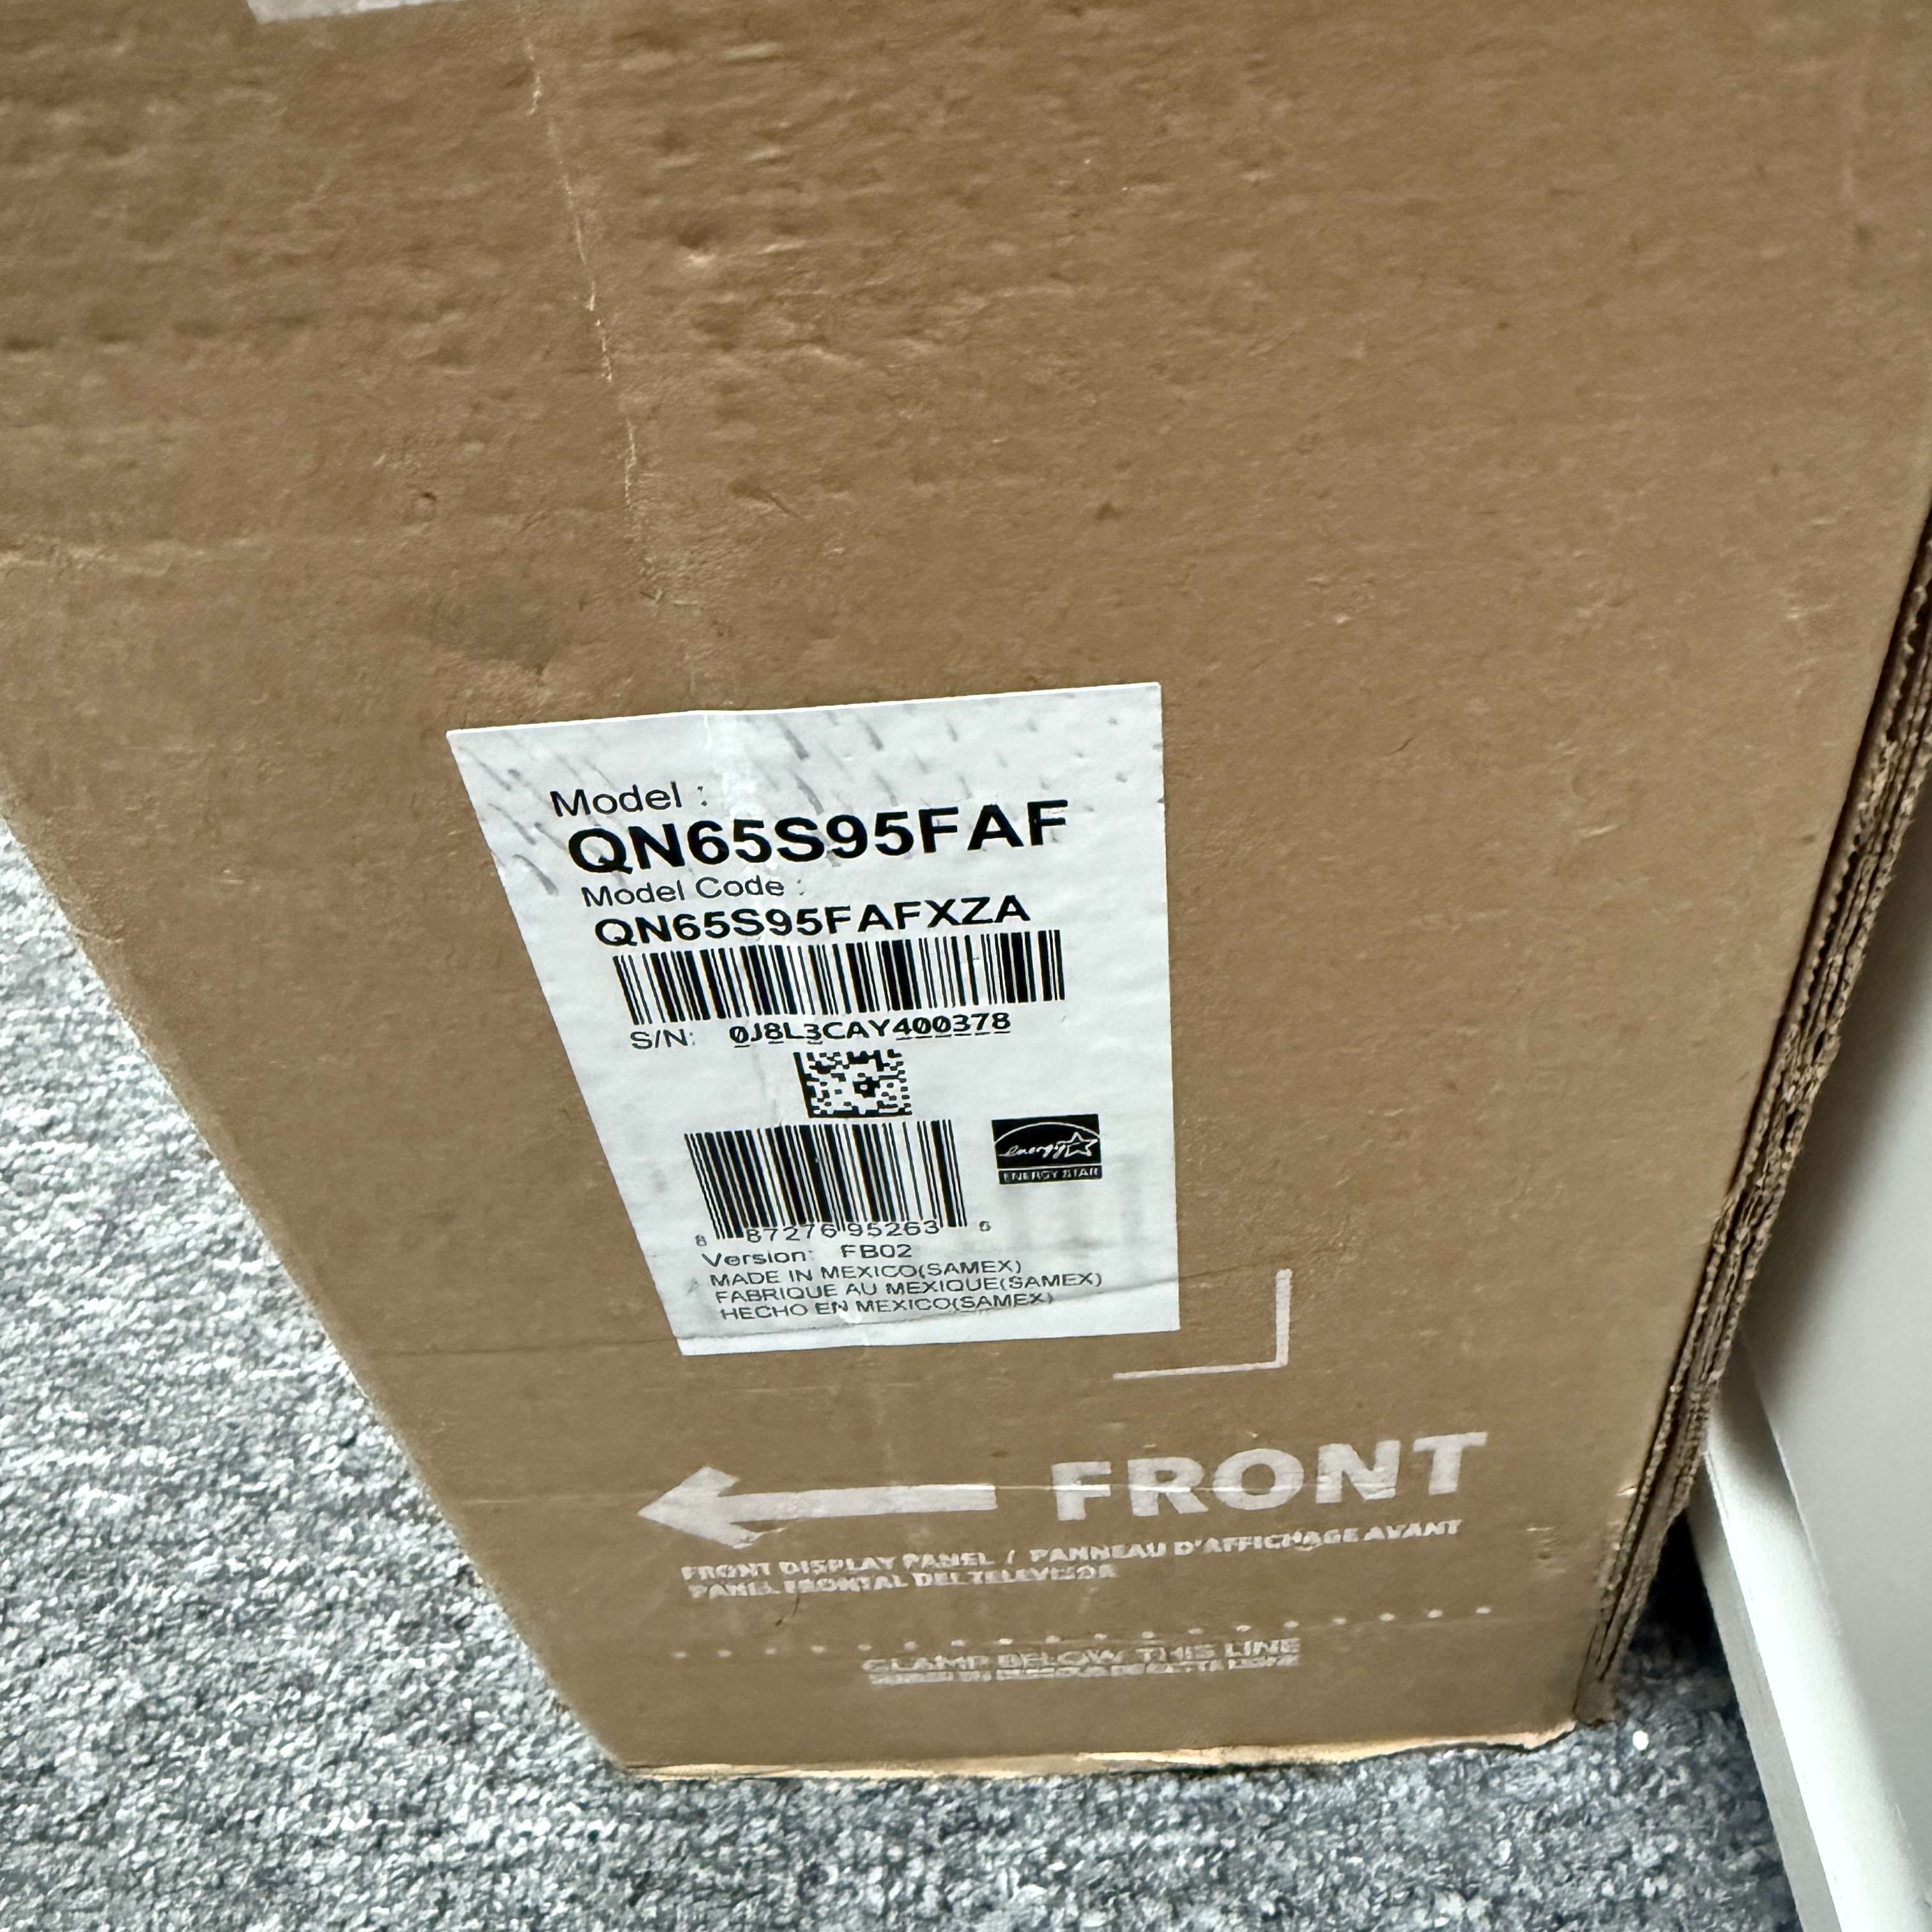 Model :
QN65S95FAF
Model Code :
QN65S95FAFXZA
S/N: 0J8L3CAY400378
energy
ENERGY STAR
8 87276 95263 6
Version: FB02
MADE IN MEXICO(SAMEX)
FABRIQUE AU MEXIQUE(SAMEX)
HECHO EN MEXICO(SAMEX)
FRONT
FRONT DISPLAY PANEL / PANNEAU D'AFFICHAGE AVANT
PANEL FRONTAL DEL TELEVISOR
CLAMP BELOW THIS LINE